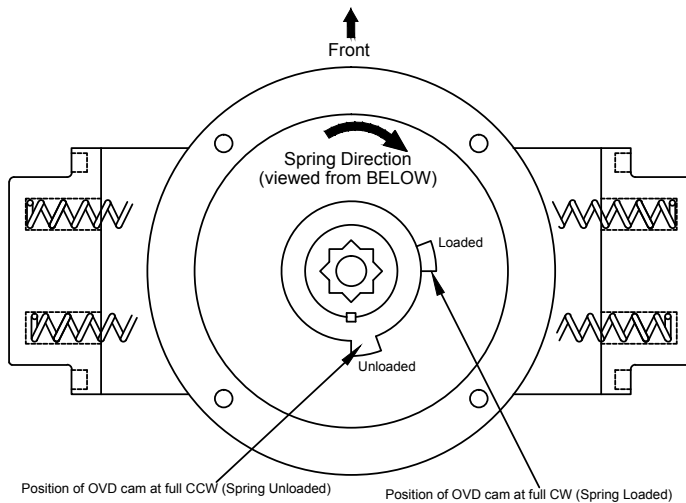 Front
Spring Direction
(viewed from BELOW)
Loaded
Unloaded
Position of OVD cam at full CCW (Spring Unloaded)
Position of OVD cam at full CW (Spring Loaded)